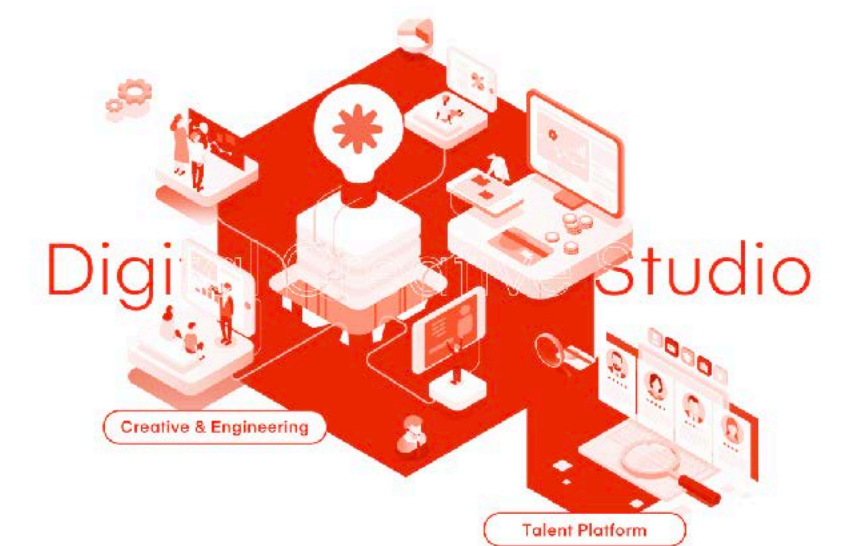 Digital Creative Studio
Creative & Engineering
Talent Platform